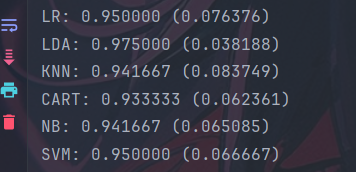 LR: 0.950000 (0.076376)
LDA: 0.975000 (0.038188)
KNN: 0.941667 (0.083749)
CART: 0.933333 (0.062361)
NB: 0.941667 (0.065085)
SVM: 0.950000 (0.066667)